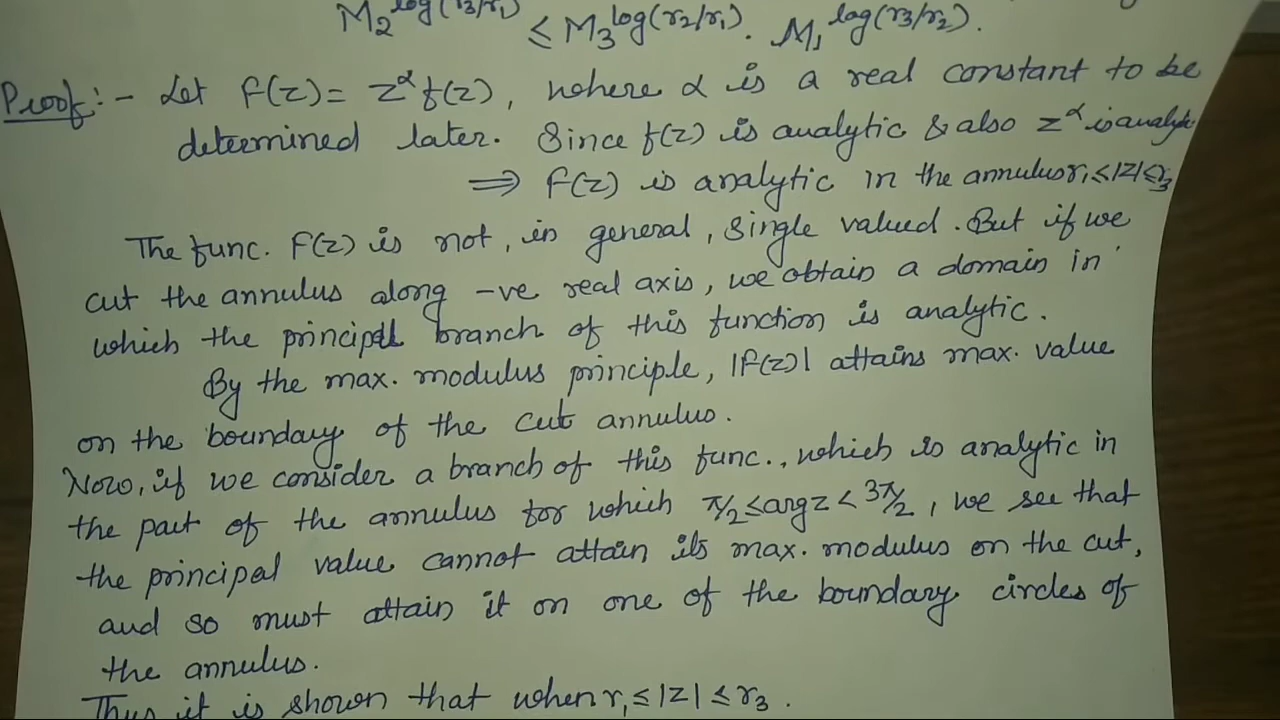 M₂^log(r₃/r₁) ≤ M₃^log(r₂/r₁) . M₁^log(r₃/r₂).
Proof:- Let F(z) = z^α f(z), where α is a real constant to be
determined later. Since f(z) is analytic & also z^α is analytic
⟹ F(z) is analytic in the annulus r₁≤|z|≤r₃
The func. F(z) is not, in general, single valued. But if we
cut the annulus along -ve real axis, we obtain a domain in
which the principal branch of this function is analytic.
By the max. modulus principle, |F(z)| attains max. value
on the boundary of the cut annulus.
Now, if we consider a branch of this func., which is analytic in
the part of the annulus for which π/2 ≤ arg z < 3π/2, we see that
the principal value cannot attain its max. modulus on the cut,
and so must attain it on one of the boundary circles of
the annulus.
Thus it is shown that when r₁ ≤ |z| ≤ r₃.